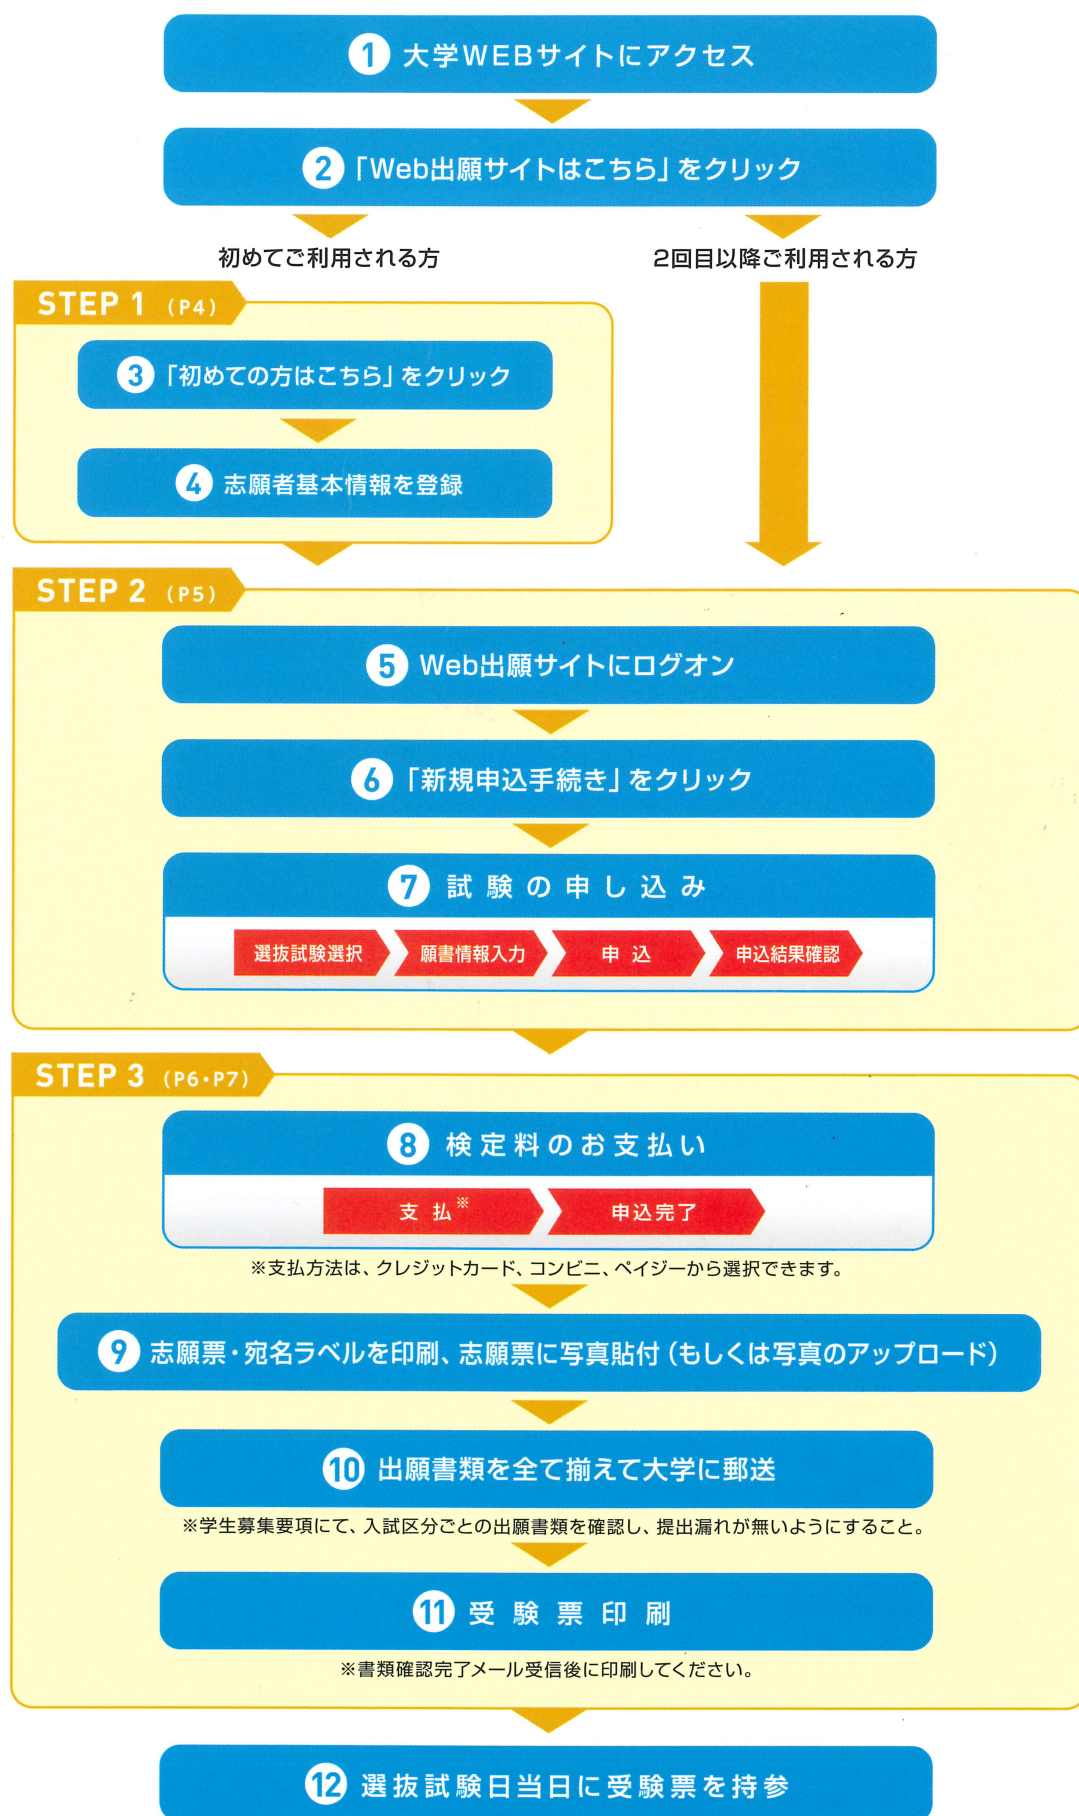 1 大学WEBサイトにアクセス
2 「Web出願サイトはこちら」をクリック
初めてご利用される方
2回目以降ご利用される方
STEP 1 (P4)
3 「初めての方はこちら」をクリック
4 志願者基本情報を登録
STEP 2 (P5)
5 Web出願サイトにログオン
6 「新規申込手続き」をクリック
7 試験の申し込み
選抜試験選択 願書情報入力 申込 申込結果確認
STEP 3 (P6・P7)
8 検定料のお支払い
支払※ 申込完了
※支払方法は、クレジットカード、コンビニ、ペイジーから選択できます。
9 志願票・宛名ラベルを印刷、志願票に写真貼付(もしくは写真のアップロード)
10 出願書類を全て揃えて大学に郵送
※学生募集要項にて、入試区分ごとの出願書類を確認し、提出漏れが無いようにすること。
11 受験票印刷
※書類確認完了メール受信後に印刷してください。
12 選抜試験日当日に受験票を持参